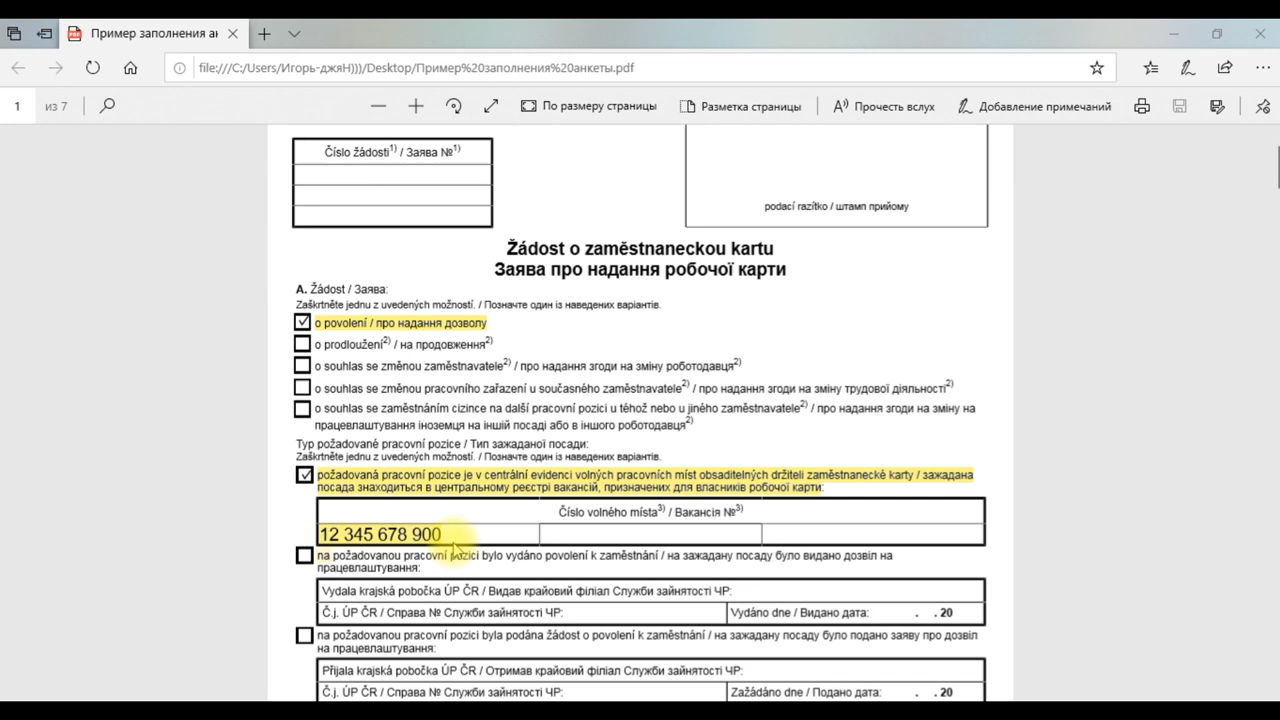 Пример заполнения ан
file:///C:/Users/Игорь-джяН)))/Desktop/Пример%20заполнения%20анкеты.pdf
1 из 7
По размеру страницы
Разметка страницы
Прочесть вслух
Добавление примечаний
Číslo žádosti1) / Заява №1)
podací razítko / штамп прийому
Žádost o zaměstnaneckou kartu
Заява про надання робочої карти
A. Žádost / Заява:
Zaškrtněte jednu z uvedených možností. / Позначте один із наведених варіантів.
o povolení / про надання дозволу
o prodloužení2) / на продовження2)
o souhlas se změnou zaměstnavatele2) / про надання згоди на зміну роботодавця2)
o souhlas se změnou pracovního zařazení u současného zaměstnavatele2) / про надання згоди на зміну трудової діяльності2)
o souhlas se zaměstnáním cizince na další pracovní pozici u téhož nebo u jiného zaměstnavatele2) / про надання згоди на зміну на
працевлаштування іноземця на іншій посаді або в іншого роботодавця2)
Typ požadované pracovní pozice / Тип зажаданої посади:
Zaškrtněte jednu z uvedených možností. / Позначте один із наведених варіантів.
požadovaná pracovní pozice je v centrální evidenci volných pracovních míst obsaditelných držiteli zaměstnanecké karty / зажадана
посада знаходиться в центральному реєстрі вакансій, призначених для власників робочої карти:
Číslo volného místa3) / Вакансія №3)
12 345 678 900
na požadovanou pracovní pozici bylo vydáno povolení k zaměstnání / на зажадану посаду було видано дозвіл на
працевлаштування:
Vydala krajská pobočka ÚP ČR / Видав крайовий філіал Служби зайнятості ЧР:
Č.j. ÚP ČR / Справа № Служби зайнятості ЧР:
Vydáno dne / Видано дата: . . 20
na požadovanou pracovní pozici byla podána žádost o povolení k zaměstnání / на зажадану посаду було подано заяву про дозвіл
на працевлаштування:
Přijala krajská pobočka ÚP ČR / Отримав крайовий філіал Служби зайнятості ЧР:
Č.j. ÚP ČR / Справа № Служби зайнятості ЧР:
Zažádáno dne / Подано дата: . . 20